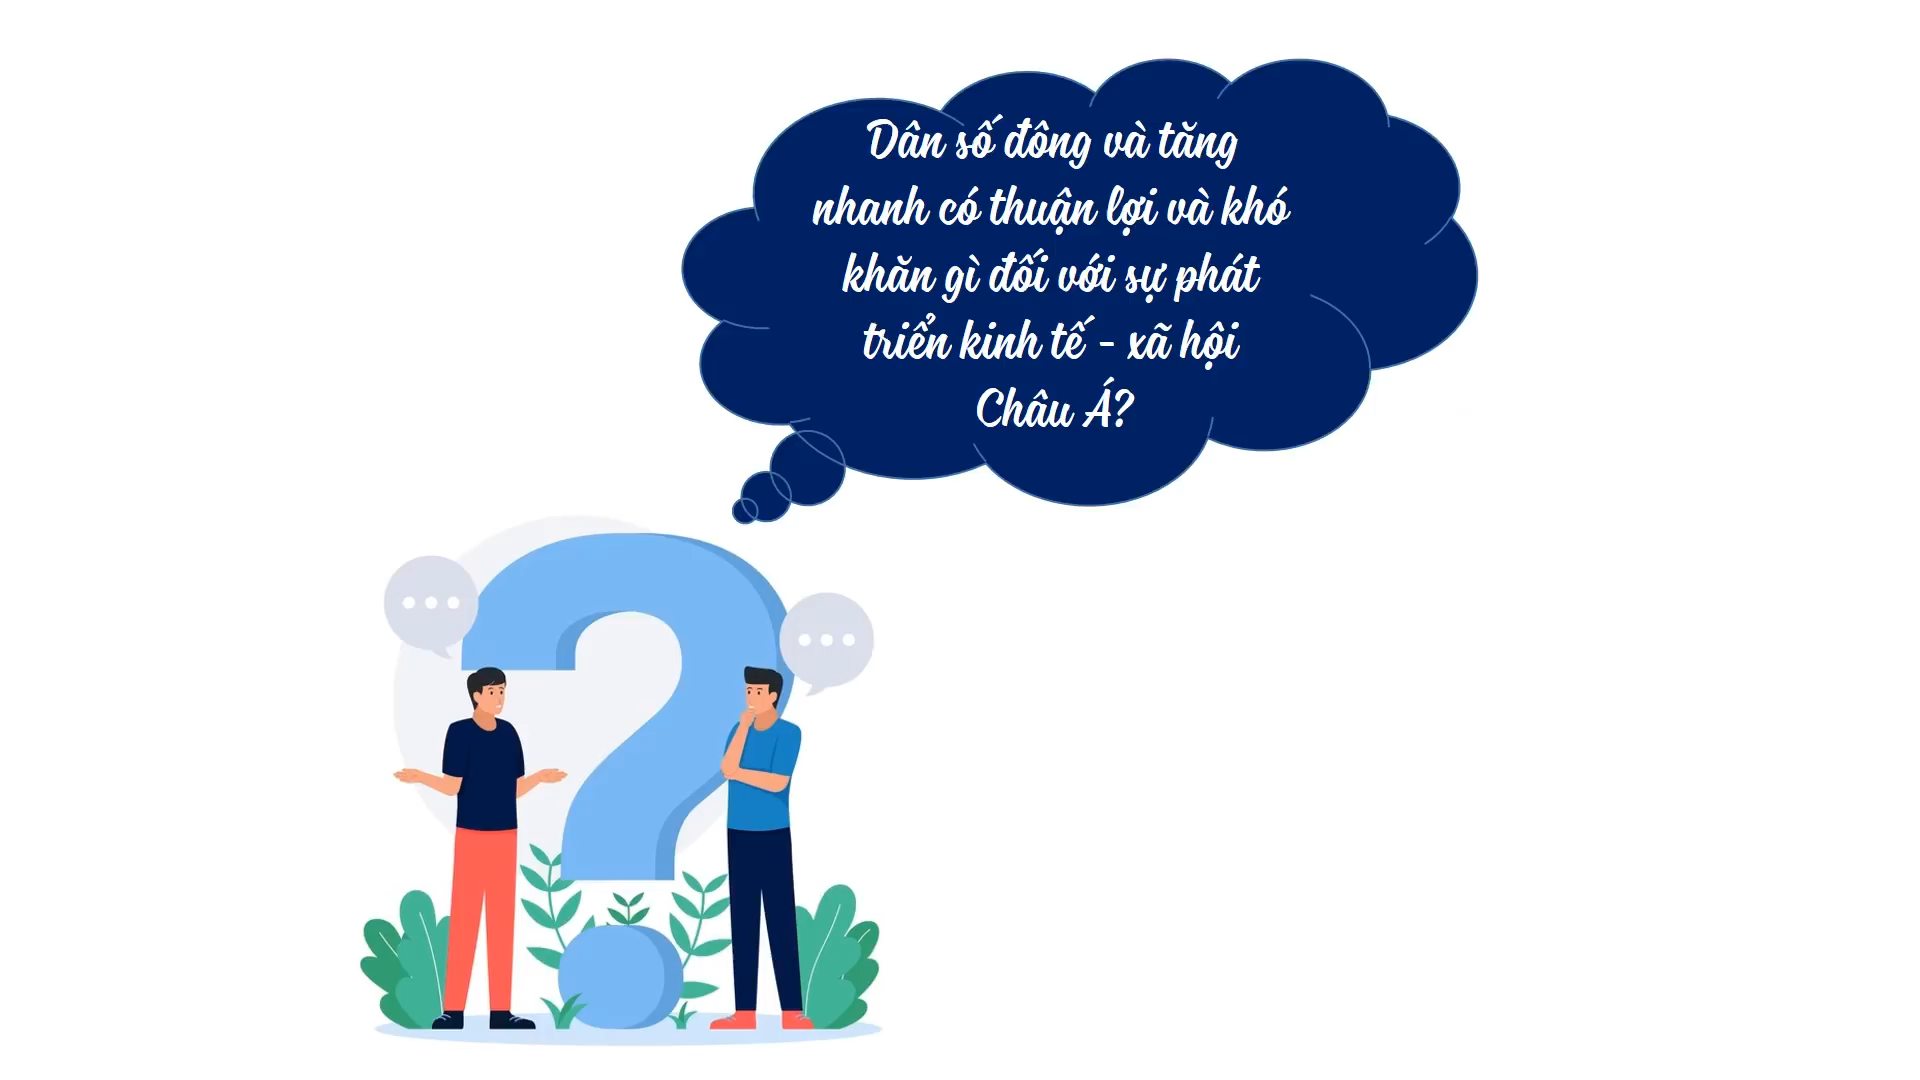 Dân số đông và tăng
nhanh có thuận lợi và khó
khăn gì đối với sự phát
triển kinh tế - xã hội
Châu Á?